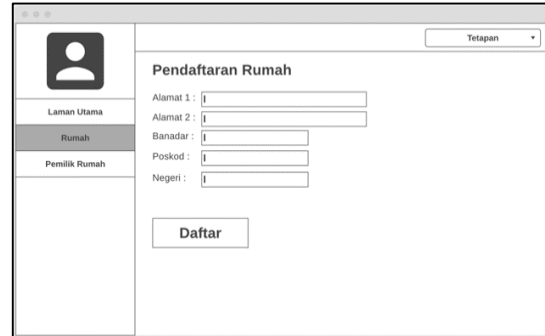 Tetapan
Laman Utama
Rumah
Pemilik Rumah
Pendaftaran Rumah
Alamat 1 :
Alamat 2 :
Banadar :
Poskod :
Negeri :
Daftar